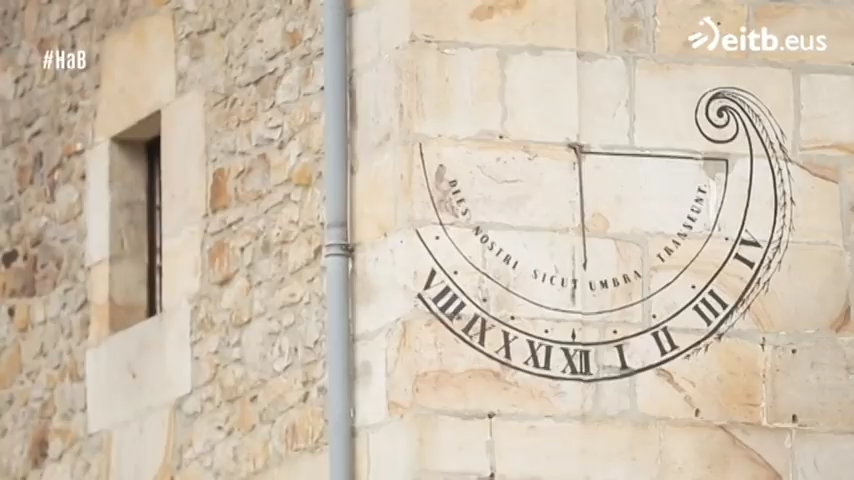 #HaB
eitb.eus
DIES NOSTRI SICUT UMBRA TRANSEUNT.
VIII IX X XI XII I II III IV